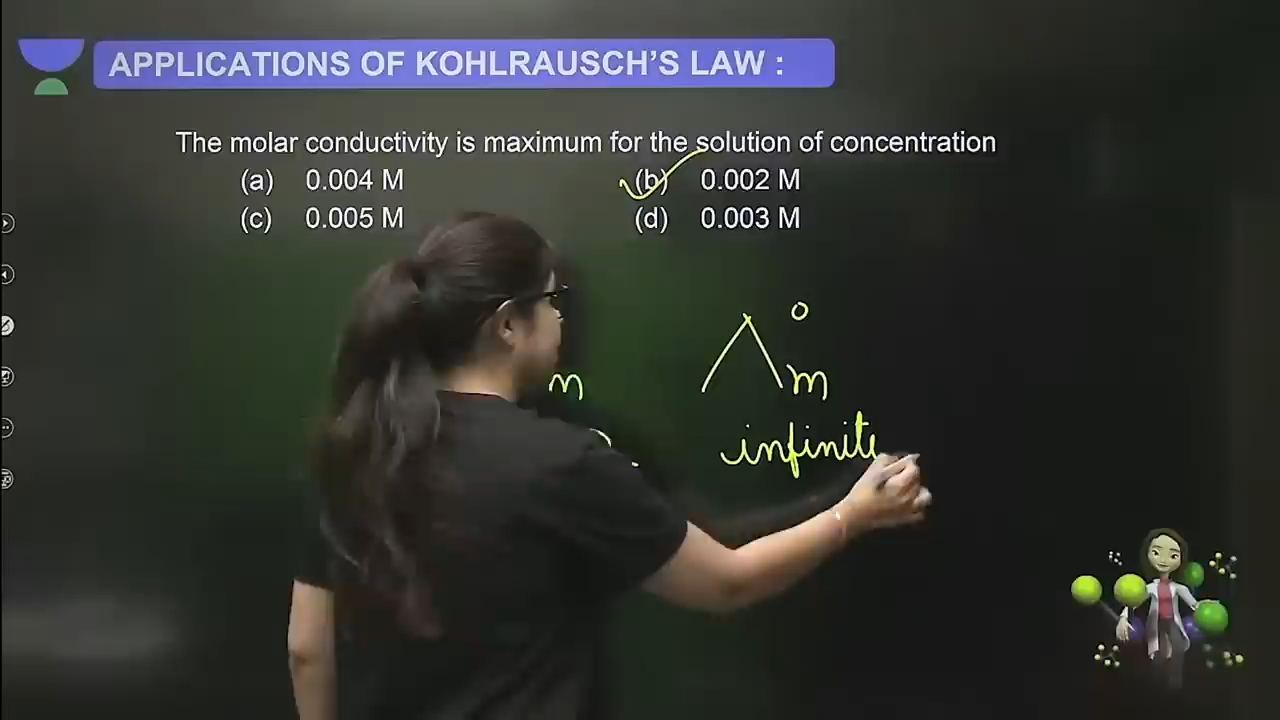 APPLICATIONS OF KOHLRAUSCH'S LAW :
The molar conductivity is maximum for the solution of concentration
(a) 0.004 M (b) 0.002 M
(c) 0.005 M (d) 0.003 M
m Λ°m
infinite